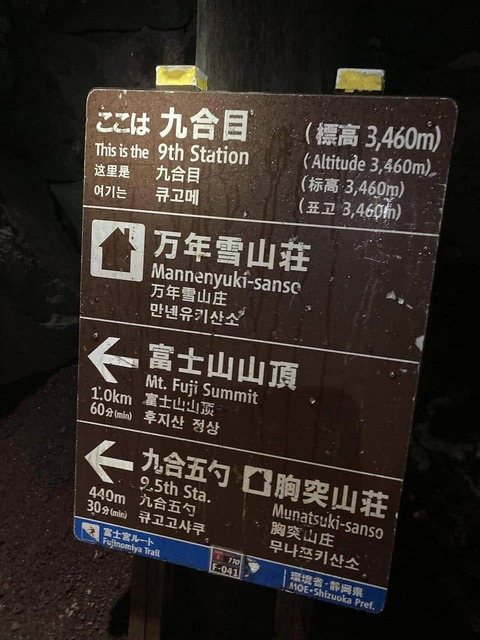 ここは 九合目 (標高 3,460m)
This is the 9th Station (Altitude 3,460m)
这里是 九合目 (标高 3,460m)
여기는 큐고메 (표고 3,460m)
万年雪山荘
Mannenyuki-sanso
万年雪山庄
만넨유키산소
富士山山頂
Mt. Fuji Summit
富士山山顶
후지산 정상
1.0km
60分(min)
九合五勺
9.5th Sta.
九合五勺
큐고고샤쿠
440m
30分(min)
胸突山荘
Munatsuki-sanso
胸突山庄
무나쯔키산소
富士宮ルート
Fujinomiya Trail
T 110
F-041
環境省・静岡県
MOE・Shizuoka Pref.